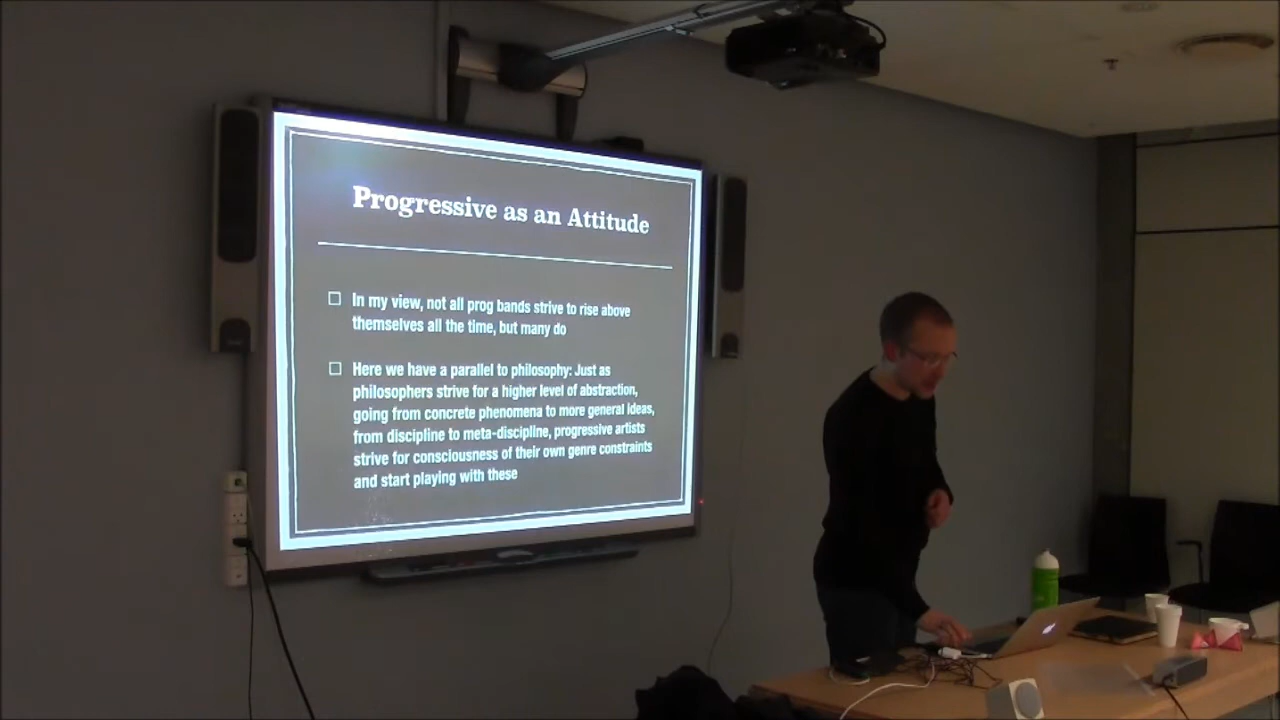 Progressive as an Attitude
In my view, not all prog bands strive to rise above
themselves all the time, but many do
Here we have a parallel to philosophy: Just as
philosophers strive for a higher level of abstraction,
going from concrete phenomena to more general ideas,
from discipline to meta-discipline, progressive artists
strive for consciousness of their own genre constraints
and start playing with these